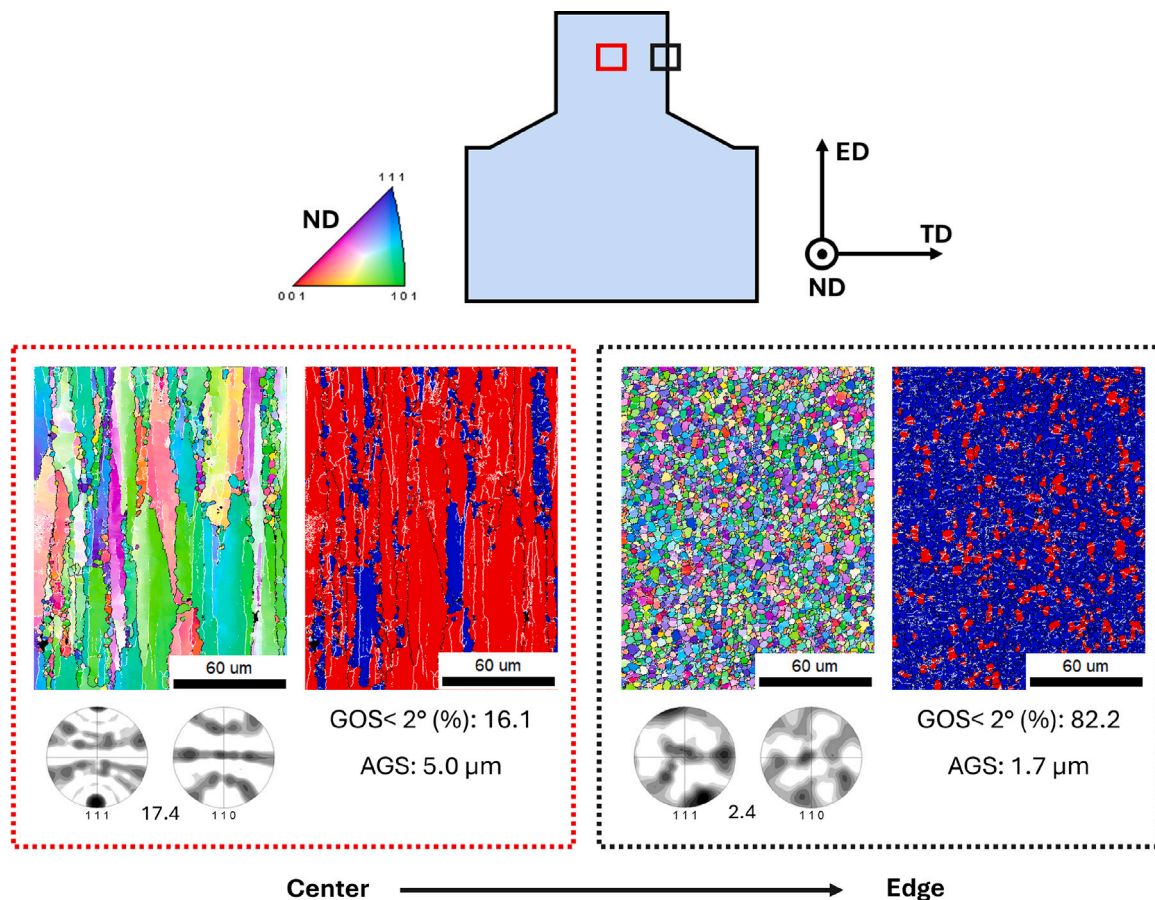 ED
TD
ND
111
ND
001
101
60 um
60 um
GOS< 2° (%): 16.1
AGS: 5.0 µm
111
17.4
110
60 um
60 um
GOS< 2° (%): 82.2
AGS: 1.7 µm
111
2.4
110
Center
Edge